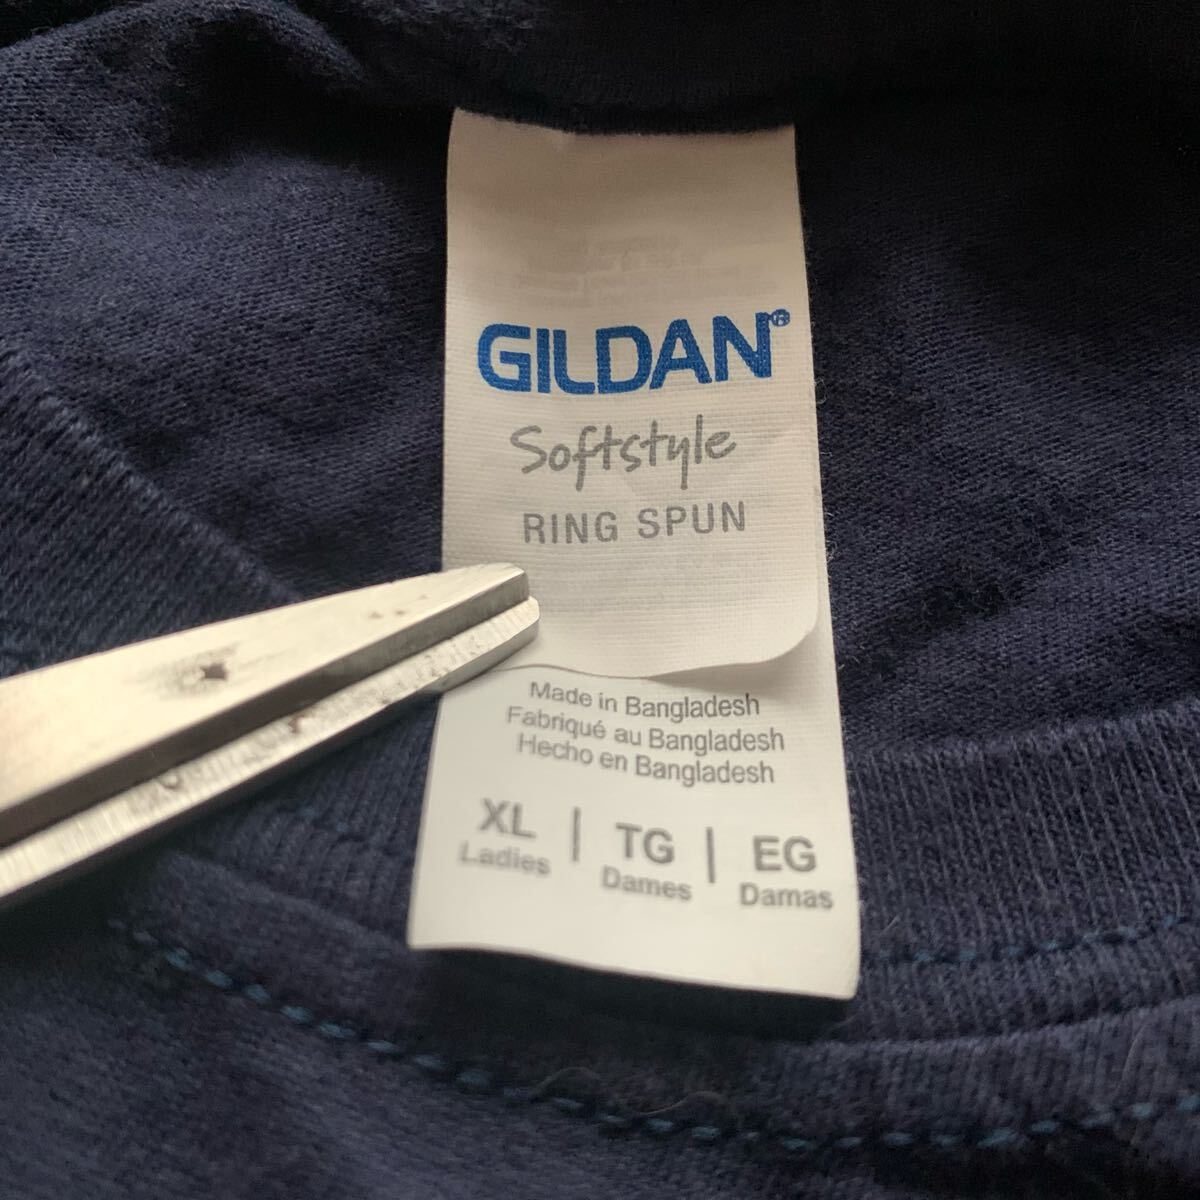 GILDAN®
Softstyle
RING SPUN
Made in Bangladesh
Fabriqué au Bangladesh
Hecho en Bangladesh
XL | TG | EG
Ladies Dames Damas